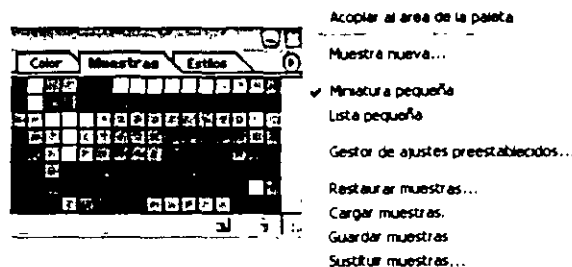 Color Muestras Estilos
Acoplar al area de la paleta
Muestra nueva...
Miniatura pequeña
Lista pequeña
Gestor de ajustes preestablecidos...
Restaurar muestras...
Cargar muestras.
Guardar muestras
Sustituir muestras...